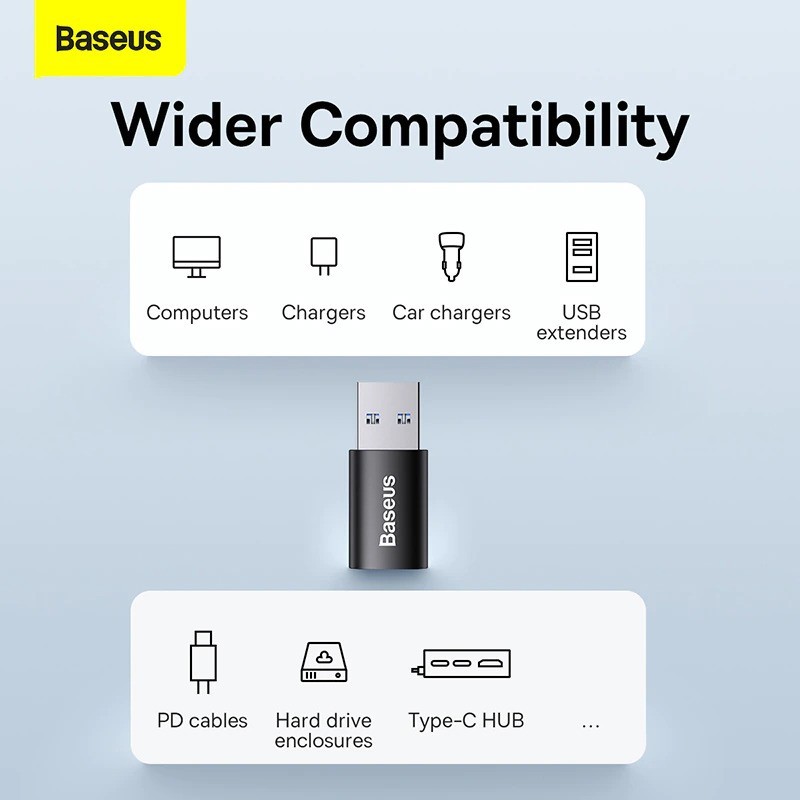 Baseus
Wider Compatibility
Computers
Chargers
Car chargers
USB
extenders
Baseus
PD cables
Hard drive
enclosures
Type-C HUB
...